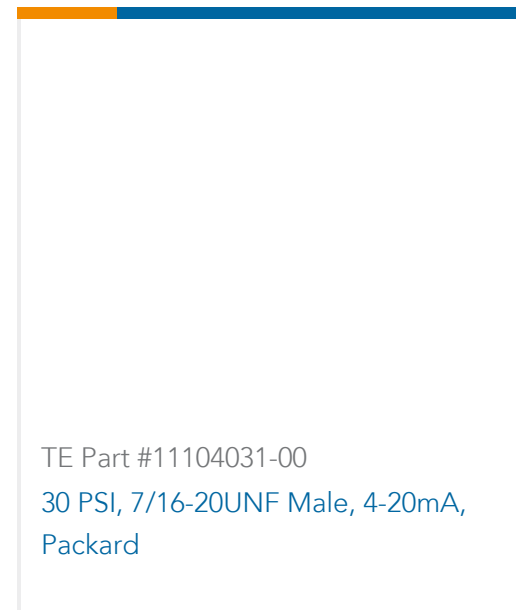 TE Part #11104031-00
30 PSI, 7/16-20UNF Male, 4-20mA,
Packard